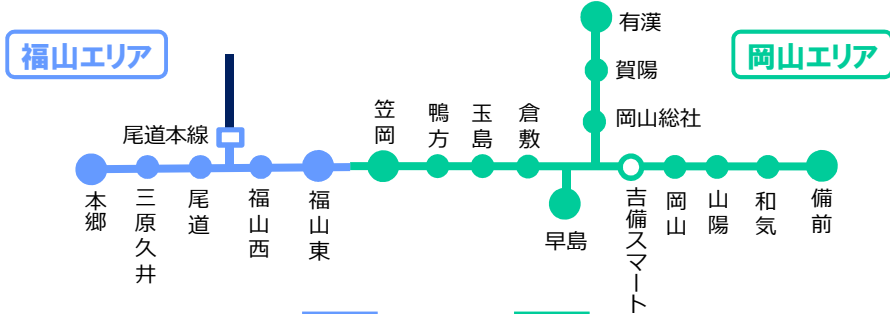 福山エリア
岡山エリア
有漢
賀陽
岡山総社
尾道本線
笠岡
鴨方
玉島
倉敷
本郷
三原久井
尾道
福山西
福山東
早島
吉備スマート
岡山
山陽
和気
備前